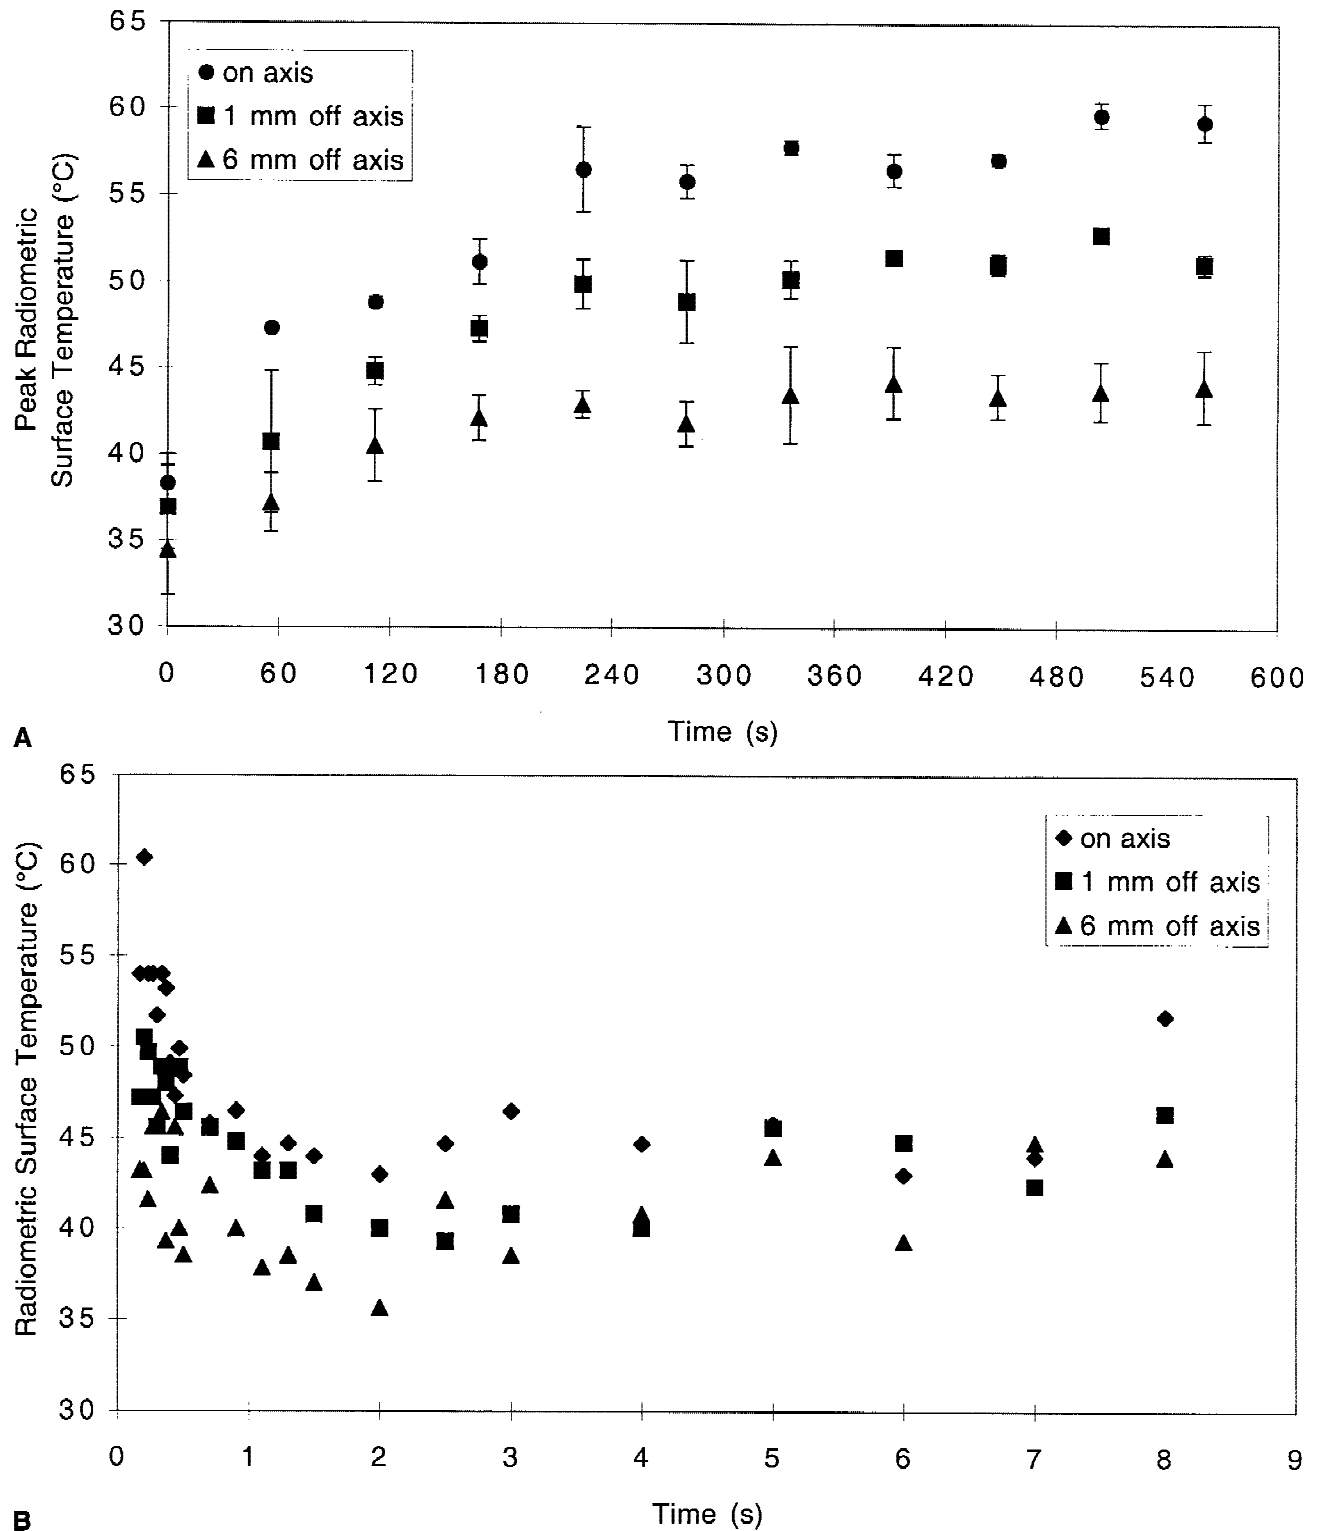 65
60
55
50
45
40
35
30
Peak Radiometric
Surface Temperature (°C)
on axis
1 mm off axis
6 mm off axis
0 60 120 180 240 300 360 420 480 540 600
Time (s)
A
65
60
55
50
45
40
35
30
Radiometric Surface Temperature (°C)
on axis
1 mm off axis
6 mm off axis
0 1 2 3 4 5 6 7 8 9
Time (s)
B